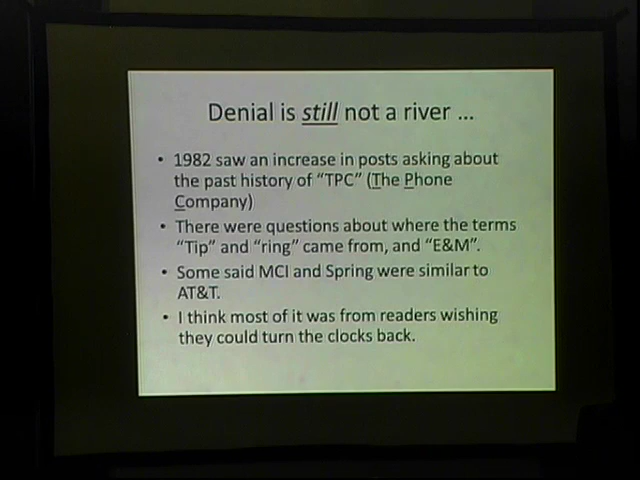 Denial is still not a river ...
• 1982 saw an increase in posts asking about
the past history of “TPC” (The Phone
Company)
• There were questions about where the terms
“Tip” and “ring” came from, and “E&M”.
• Some said MCI and Spring were similar to
AT&T.
• I think most of it was from readers wishing
they could turn the clocks back.